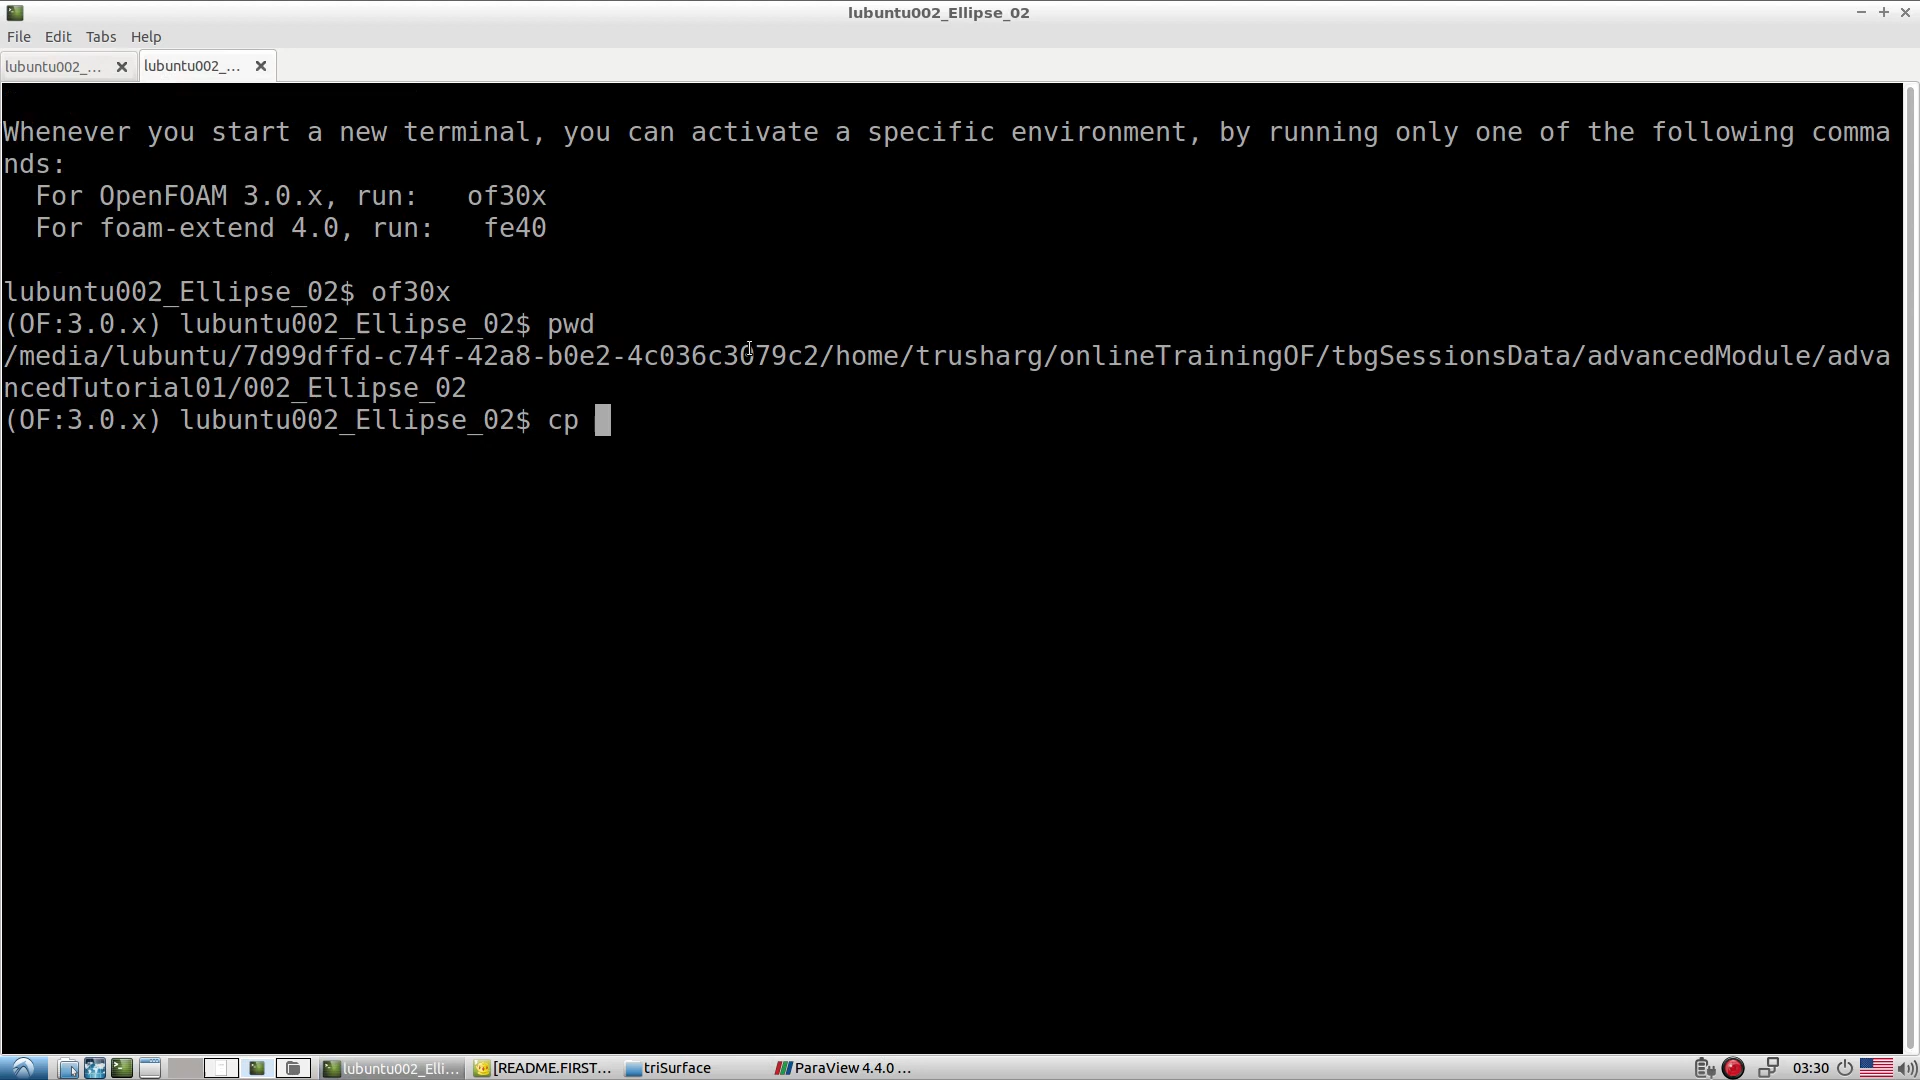 lubuntu002_Ellipse_02
File Edit Tabs Help
lubuntu002_... lubuntu002_...
Whenever you start a new terminal, you can activate a specific environment, by running only one of the following comma
nds:
For OpenFOAM 3.0.x, run: of30x
For foam-extend 4.0, run: fe40
lubuntu002_Ellipse_02$ of30x
(OF:3.0.x) lubuntu002_Ellipse_02$ pwd
/media/lubuntu/7d99dffd-c74f-42a8-b0e2-4c036c3079c2/home/trusharg/onlineTrainingOF/tbgSessionsData/advancedModule/adva
ncedTutorial01/002_Ellipse_02
(OF:3.0.x) lubuntu002_Ellipse_02$ cp
lubuntu002_Elli... [README.FIRST... triSurface ParaView 4.4.0 ... 03:30